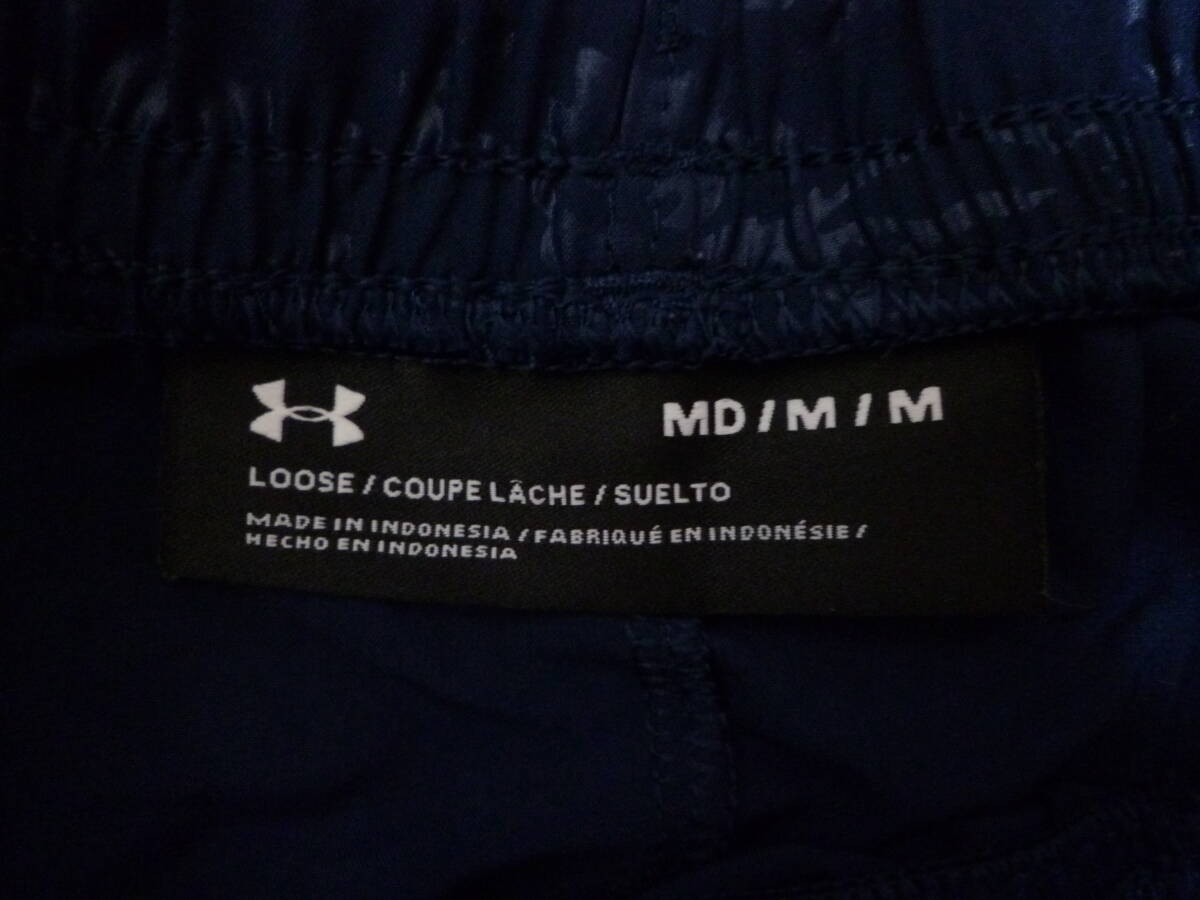 MD / M / M
LOOSE / COUPE LÂCHE / SUELTO
MADE IN INDONESIA / FABRIQUÉ EN INDONÉSIE /
HECHO EN INDONESIA